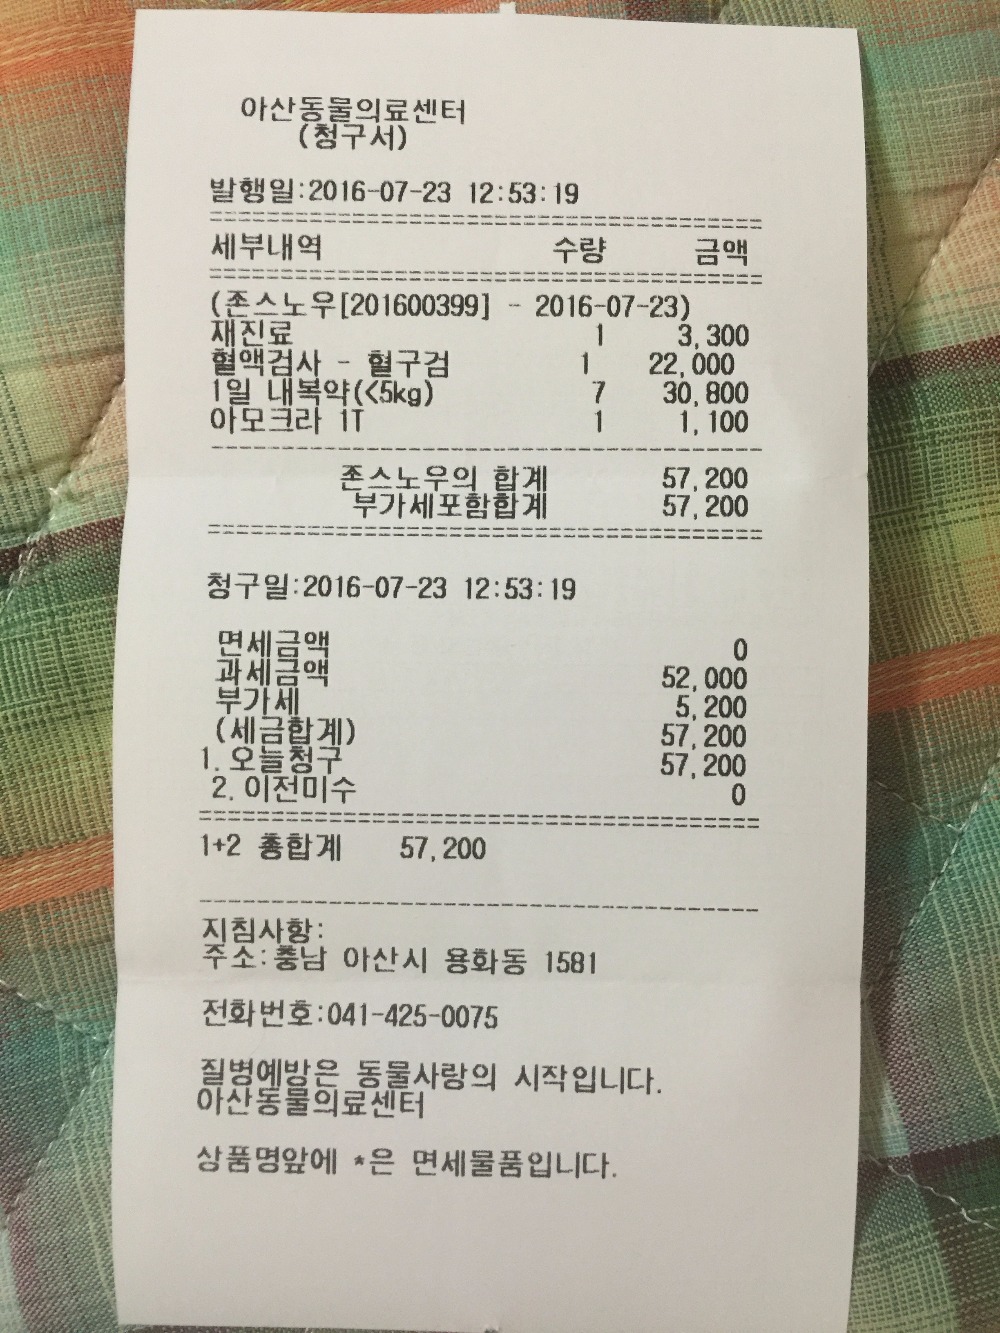 아산동물의료센터
(청구서)
발행일:2016-07-23 12:53:19
세부내역 수량 금액
(존스노우[201600399] - 2016-07-23)
재진료 1 3,300
혈액검사 - 혈구검 1 22,000
1일 내복약(<5kg) 7 30,800
아모크라 1T 1 1,100
존스노우의 합계 57,200
부가세포함합계 57,200
청구일:2016-07-23 12:53:19
면세금액 0
과세금액 52,000
부가세 5,200
(세금합계) 57,200
1. 오늘청구 57,200
2. 이전미수 0
1+2 총합계 57,200
지침사항:
주소:충남 아산시 용화동 1581
전화번호:041-425-0075
질병예방은 동물사랑의 시작입니다.
아산동물의료센터
상품명앞에 *은 면세물품입니다.